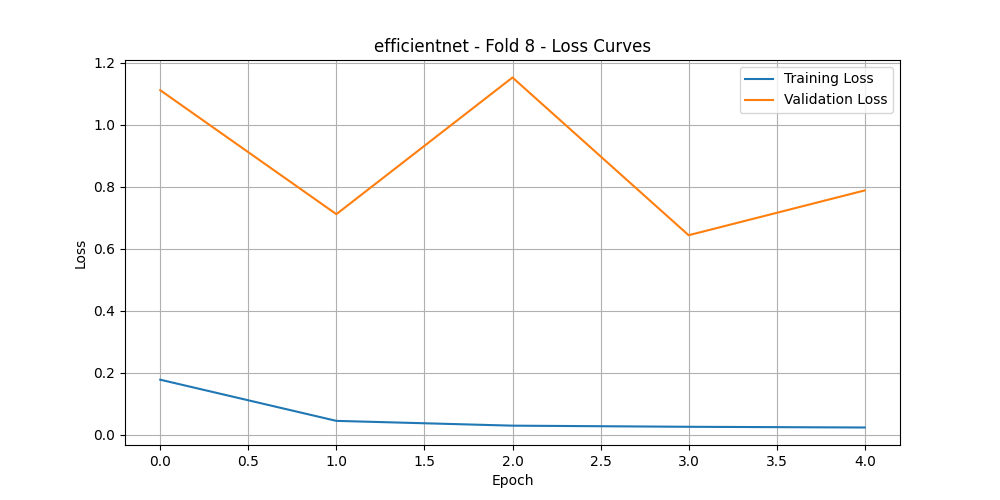 efficientnet - Fold 8 - Loss Curves
Training Loss
Validation Loss
1.2
1.0
0.8
0.6
0.4
0.2
0.0
Loss
0.0 0.5 1.0 1.5 2.0 2.5 3.0 3.5 4.0
Epoch